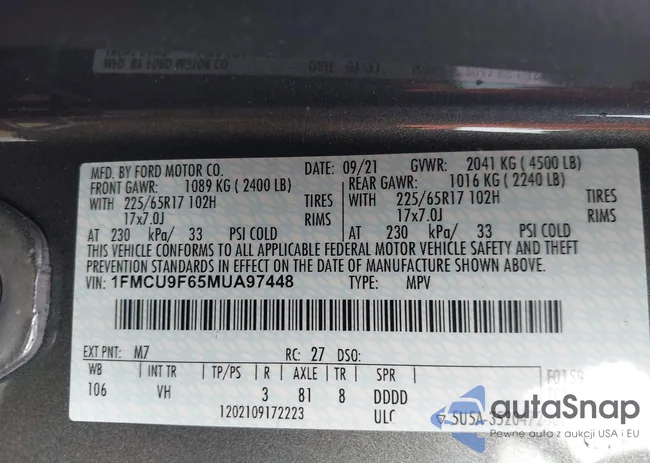 MFD. BY FORD MOTOR CO. DATE: 09/21 GVWR: 2041 KG ( 4500 LB)
FRONT GAWR: 1089 KG ( 2400 LB) REAR GAWR: 1016 KG ( 2240 LB)
WITH 225/65R17 102H TIRES WITH 225/65R17 102H TIRES
17x7.0J RIMS 17x7.0J RIMS
AT 230 kPa/ 33 PSI COLD AT 230 kPa/ 33 PSI COLD
THIS VEHICLE CONFORMS TO ALL APPLICABLE FEDERAL MOTOR VEHICLE SAFETY AND THEFT
PREVENTION STANDARDS IN EFFECT ON THE DATE OF MANUFACTURE SHOWN ABOVE.
VIN: 1FMCU9F65MUA97448 TYPE: MPV
EXT PNT: M7 RC: 27 DSO:
WB INT TR TP/PS R AXLE TR SPR
106 VH 3 81 8 DDDD
1202109172223 ULC
autoSnap
Pewne auta z aukcji USA i EU